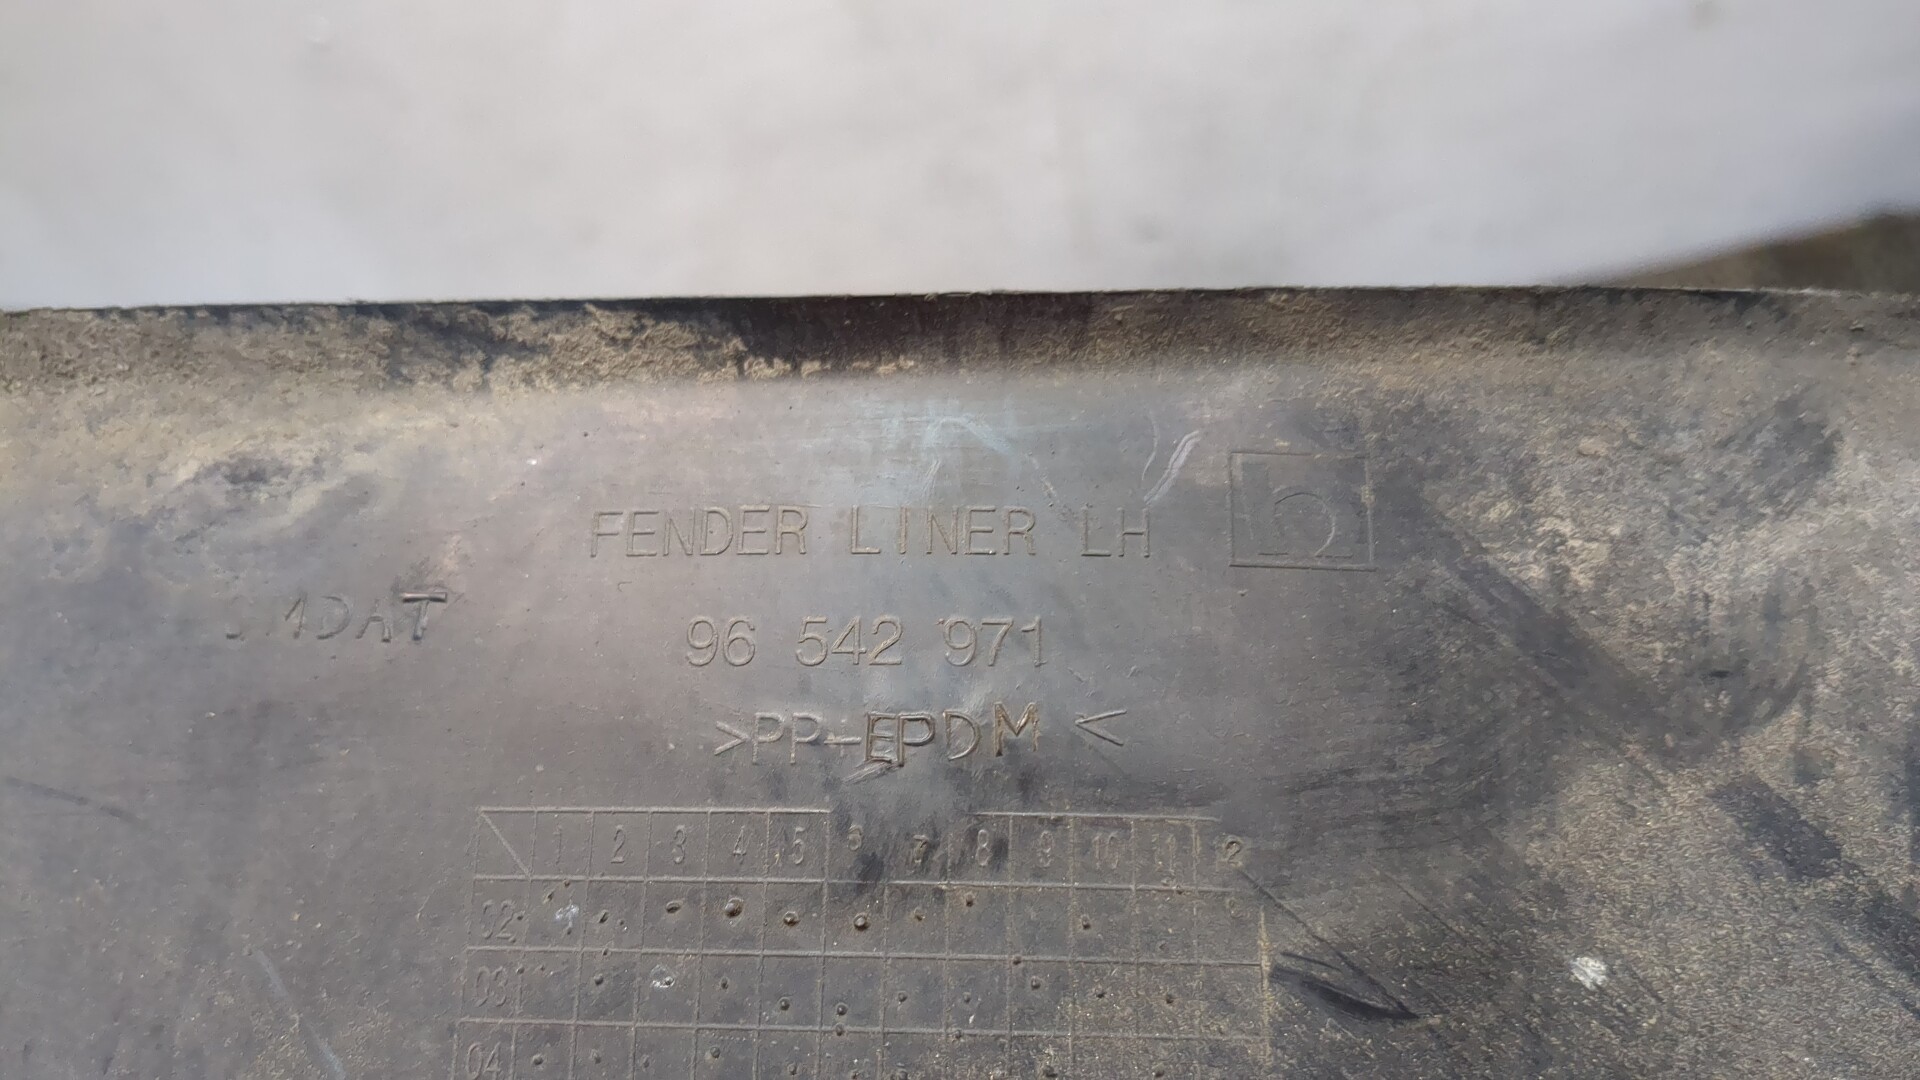 FENDER LINER LH
GMDAT
96 542 971
>PP-EPDM<
1 2 3 4 5 6 7 8 9 10 11
02
03
04